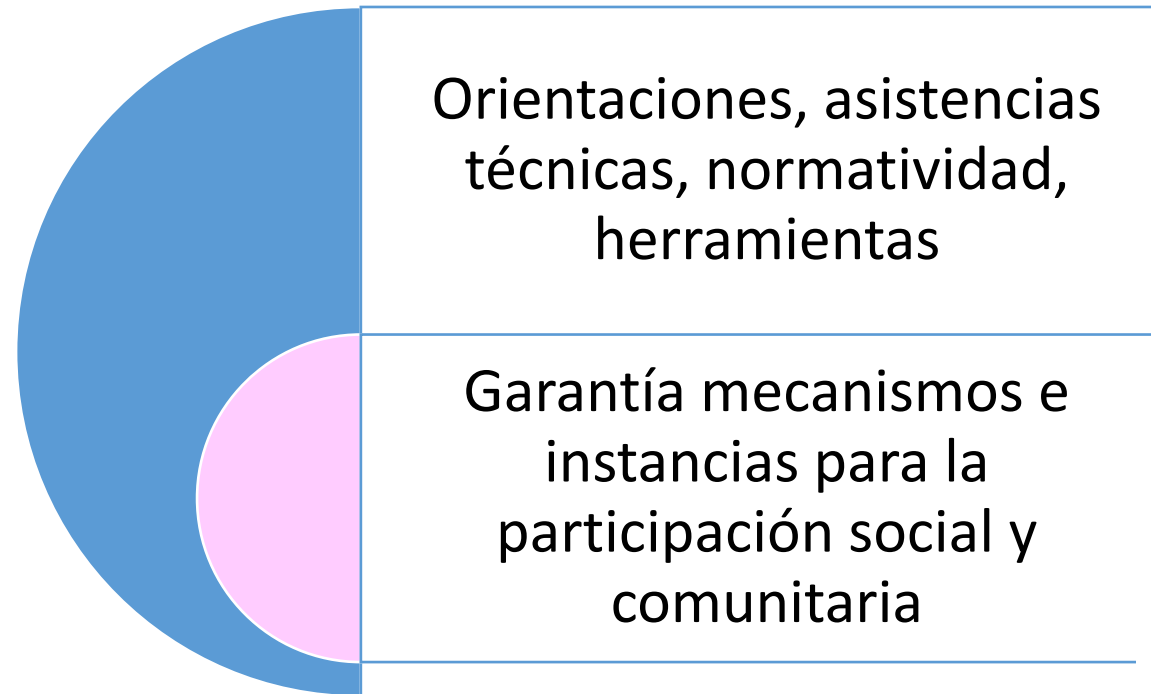 Orientaciones, asistencias
técnicas, normatividad,
herramientas
Garantía mecanismos e
instancias para la
participación social y
comunitaria